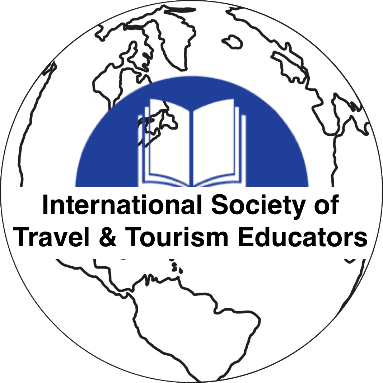 International Society of
Travel & Tourism Educators